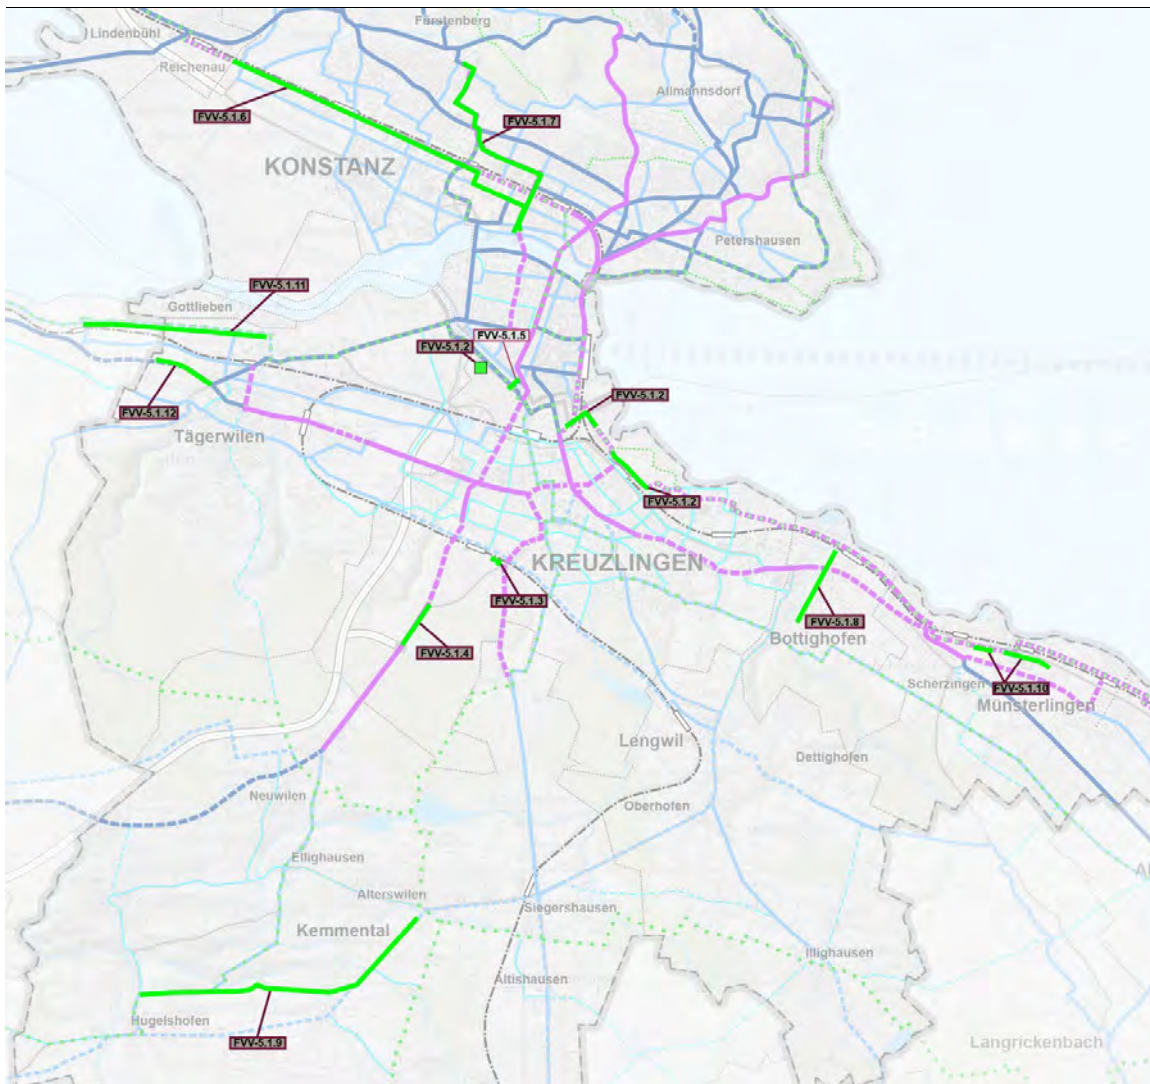 Fürstenberg
Lindenbühl
Reichenau
Allmannsdorf
FVV-5.1.6
FVV-5.1.7
KONSTANZ
Petershausen
FVV-5.1.11
Gottlieben
FVV-5.1.5
FVV-5.1.2
FVV-5.1.2
FVV-5.1.12
Tägerwilen
FVV-5.1.2
KREUZLINGEN
FVV-5.1.3
FVV-5.1.8
Bottighofen
FVV-5.1.4
Scherzingen
FVV-5.1.10
Münsterlingen
Lengwil
Dettighofen
Neuwilen
Oberhofen
Ellighausen
Alterswilen
Siegershausen
Kemmental
Illighausen
Altishausen
Hugelshofen
FVV-5.1.9
Langrickenbach